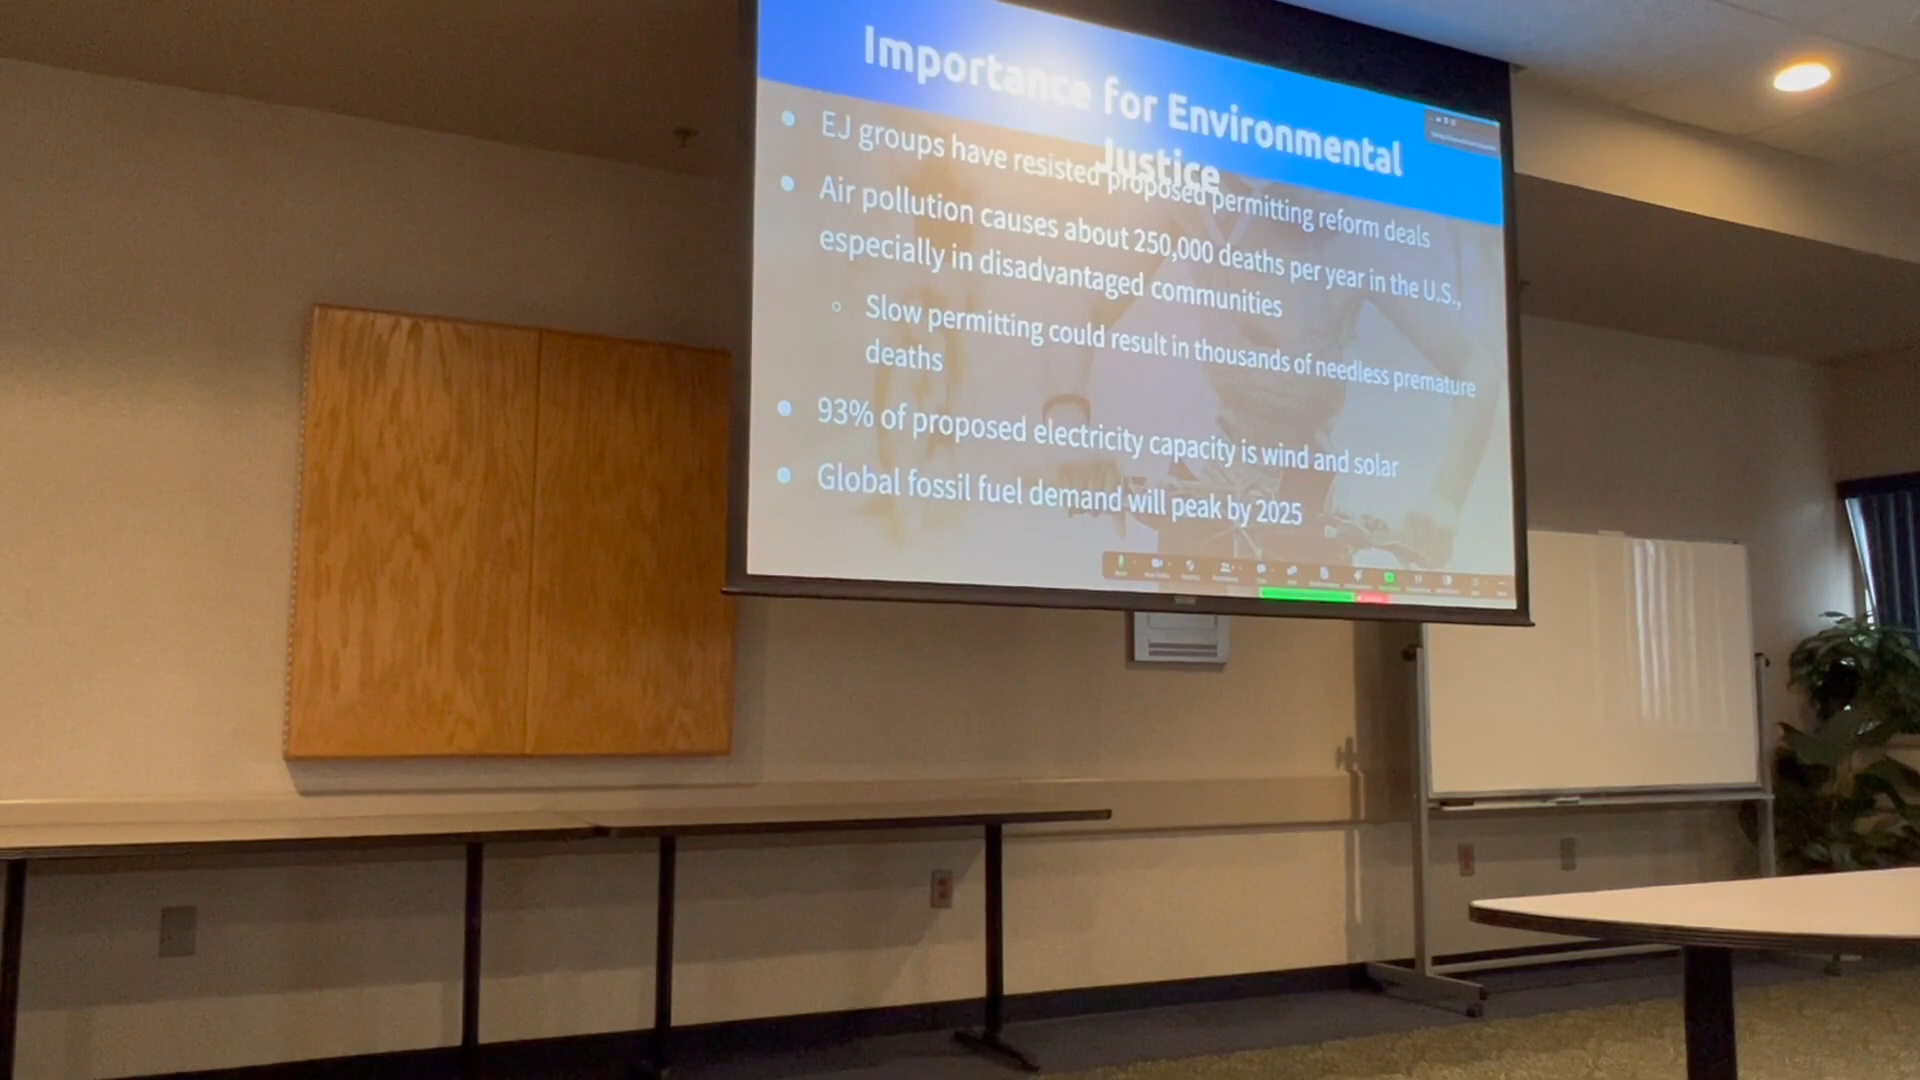 Importance for Environmental
Justice
EJ groups have resisted proposed permitting reform deals
Air pollution causes about 250,000 deaths per year in the U.S.,
especially in disadvantaged communities
Slow permitting could result in thousands of needless premature
deaths
93% of proposed electricity capacity is wind and solar
Global fossil fuel demand will peak by 2025